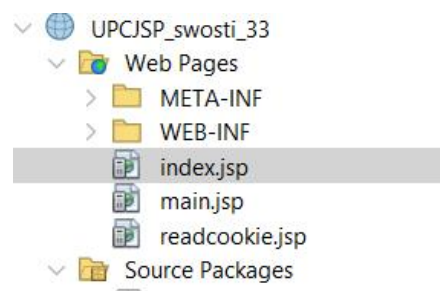 UPCJSP_swosti_33
Web Pages
META-INF
WEB-INF
index.jsp
main.jsp
readcookie.jsp
Source Packages